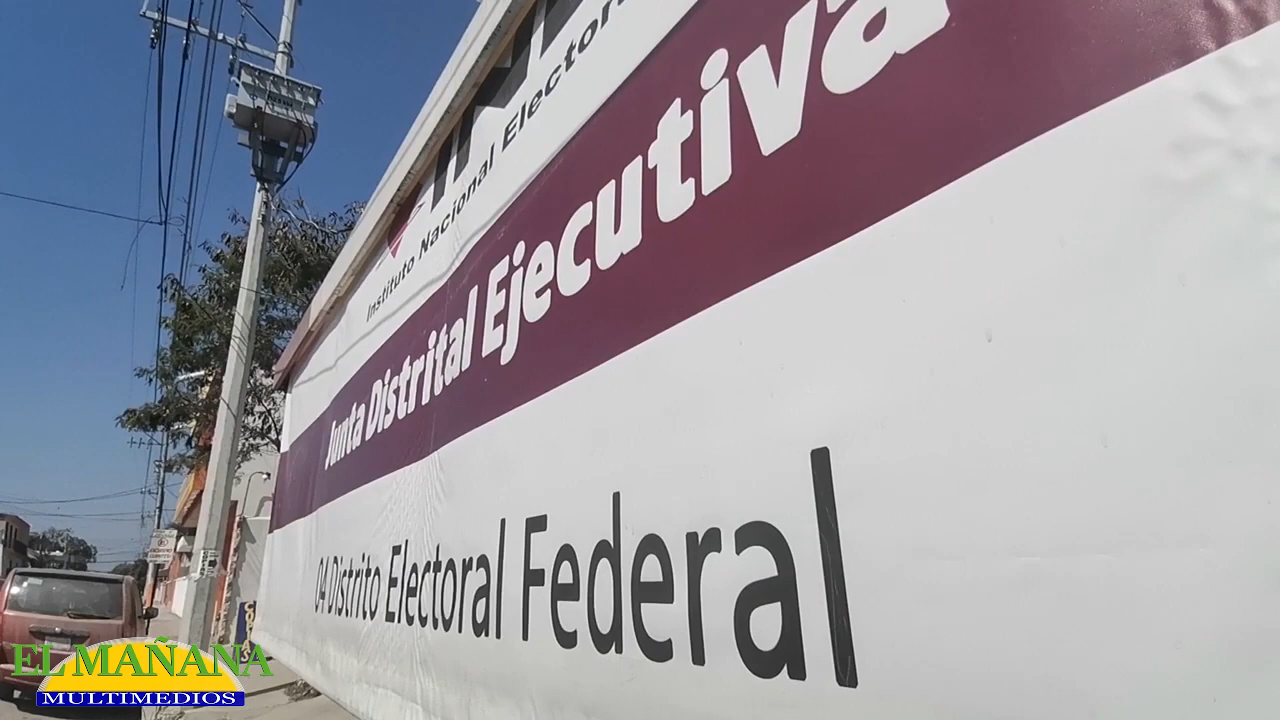 Instituto Nacional Electoral
Junta Distrital Ejecutiva
04 Distrito Electoral Federal
EL MAÑANA
MULTIMEDIOS